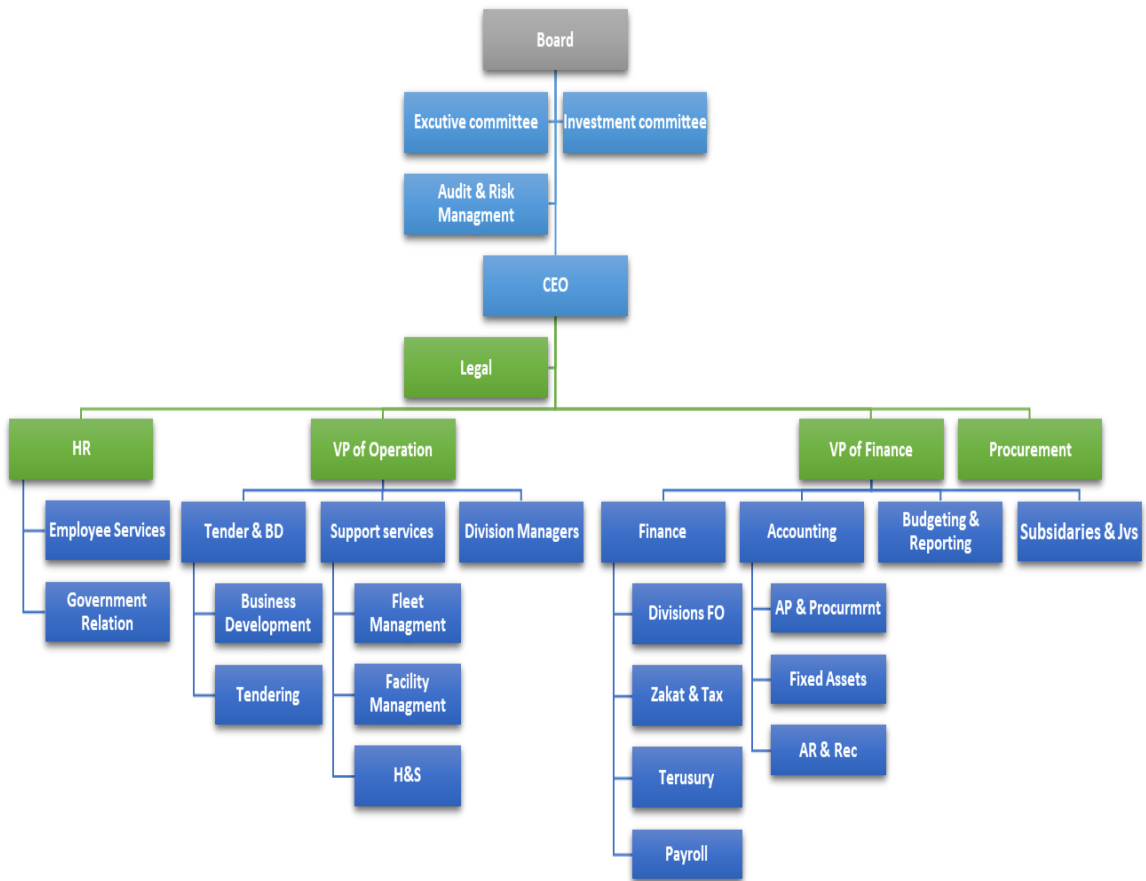 Board
Excutive committee
Investment committee
Audit & Risk
Managment
CEO
Legal
HR
VP of Operation
VP of Finance
Procurement
Employee Services
Tender & BD
Support services
Division Managers
Finance
Accounting
Budgeting &
Reporting
Subsidaries & Jvs
Government
Relation
Business
Development
Fleet
Managment
Divisions FO
AP & Procurmrnt
Tendering
Facility
Managment
Zakat & Tax
Fixed Assets
H&S
Terusury
AR & Rec
Payroll